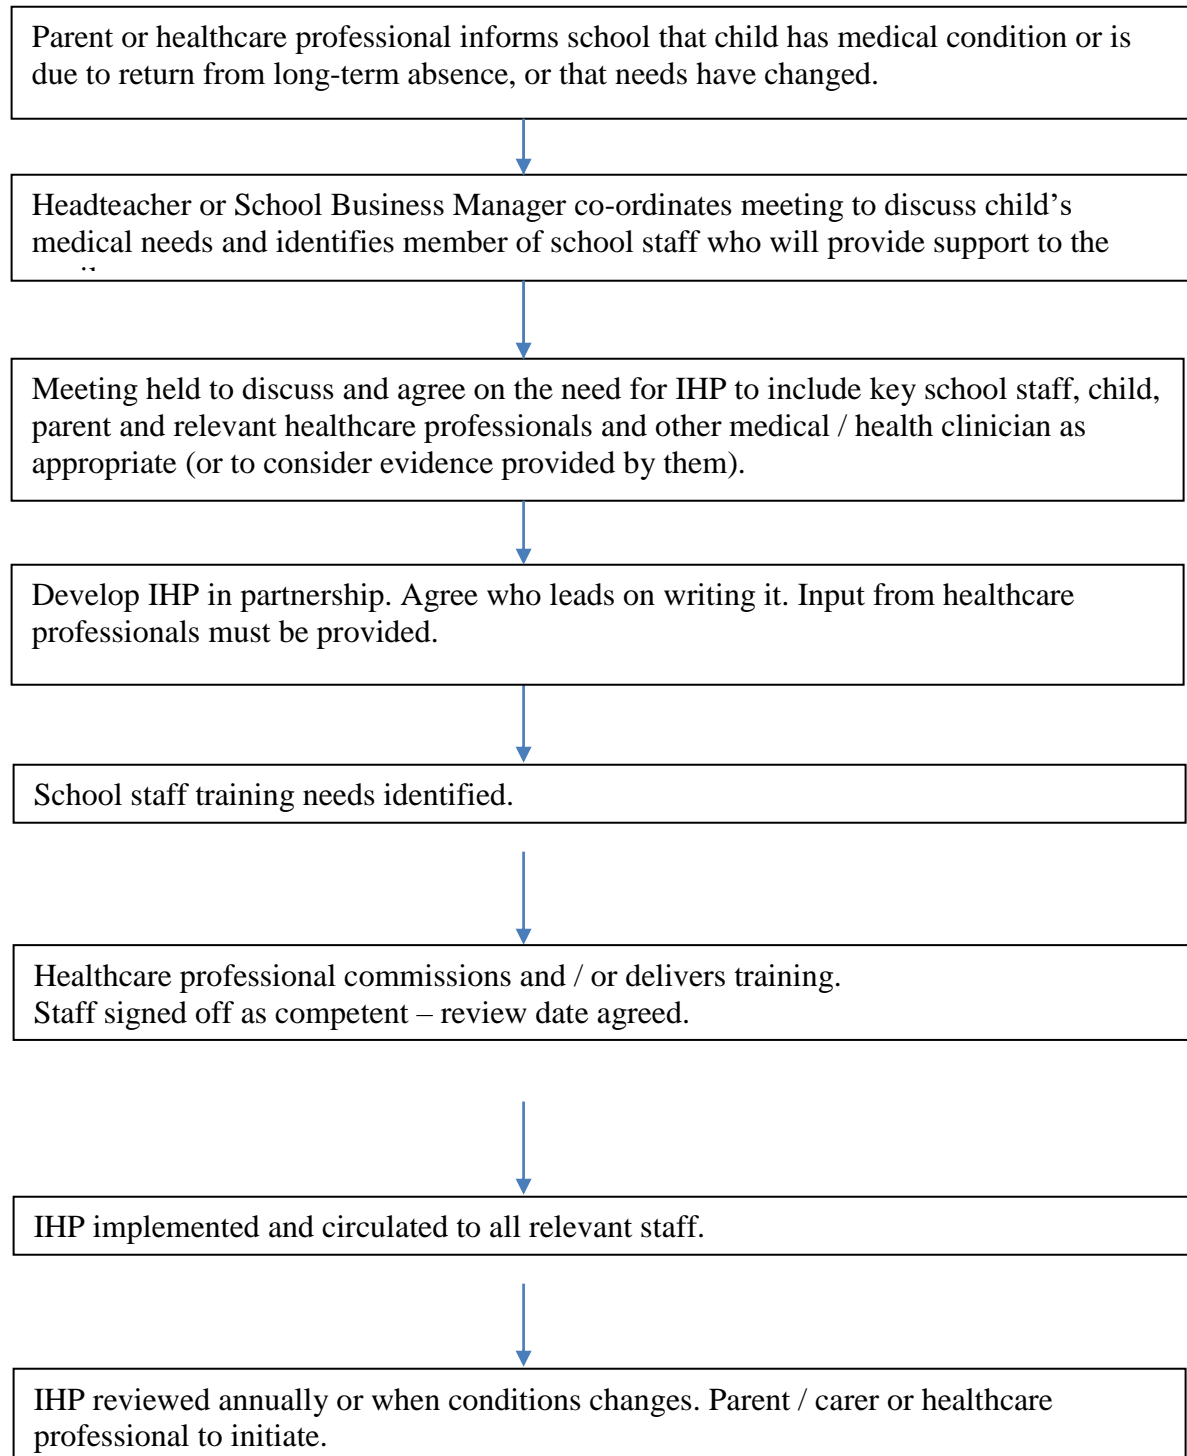 Parent or healthcare professional informs school that child has medical condition or is
due to return from long-term absence, or that needs have changed.
Headteacher or School Business Manager co-ordinates meeting to discuss child’s
medical needs and identifies member of school staff who will provide support to the
Meeting held to discuss and agree on the need for IHP to include key school staff, child,
parent and relevant healthcare professionals and other medical / health clinician as
appropriate (or to consider evidence provided by them).
Develop IHP in partnership. Agree who leads on writing it. Input from healthcare
professionals must be provided.
School staff training needs identified.
Healthcare professional commissions and / or delivers training.
Staff signed off as competent – review date agreed.
IHP implemented and circulated to all relevant staff.
IHP reviewed annually or when conditions changes. Parent / carer or healthcare
professional to initiate.